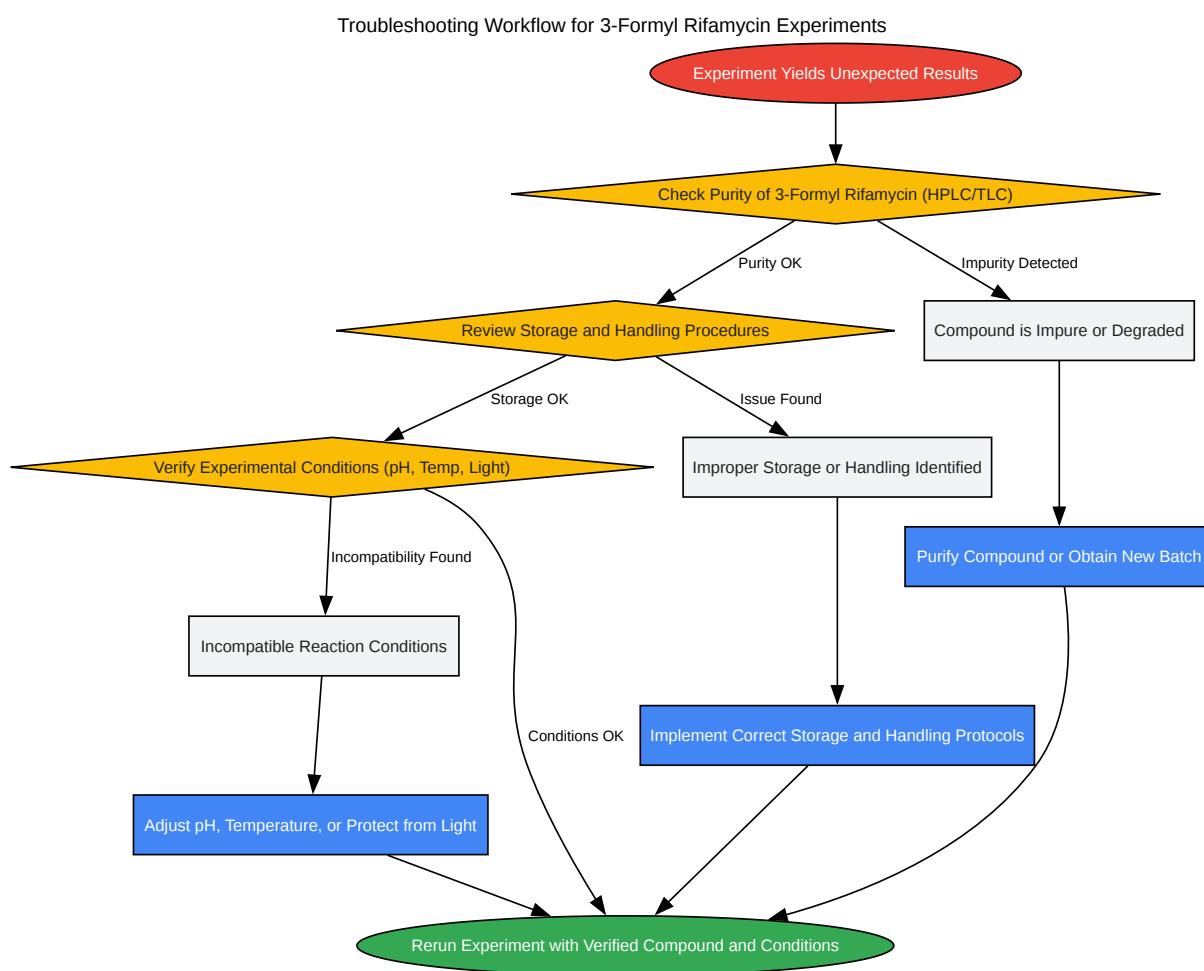 Troubleshooting Workflow for 3-Formyl Rifamycin Experiments
Experiment Yields Unexpected Results
Check Purity of 3-Formyl Rifamycin (HPLC/TLC)
Purity OK
Impurity Detected
Review Storage and Handling Procedures
Compound is Impure or Degraded
Storage OK
Issue Found
Verify Experimental Conditions (pH, Temp, Light)
Improper Storage or Handling Identified
Incompatibility Found
Purify Compound or Obtain New Batch
Incompatible Reaction Conditions
Conditions OK
Implement Correct Storage and Handling Protocols
Adjust pH, Temperature, or Protect from Light
Rerun Experiment with Verified Compound and Conditions